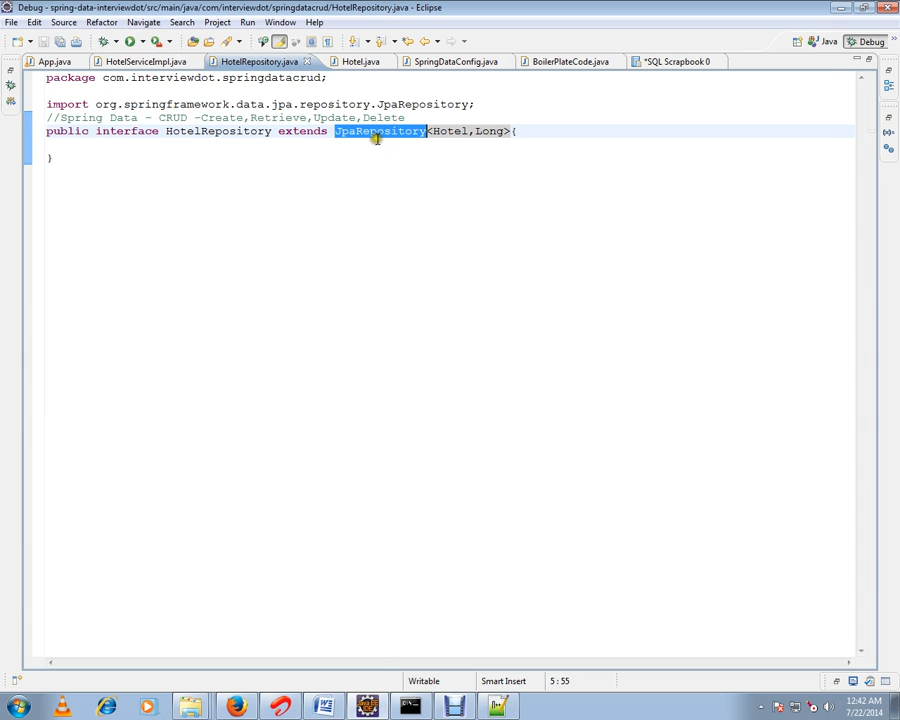 Debug - spring-data-interviewdot/src/main/java/com/interviewdot/springdatacrud/HotelRepository.java - Eclipse
File Edit Source Refactor Navigate Search Project Run Window Help
Java Debug
App.java HotelServiceImpl.java HotelRepository.java Hotel.java SpringDataConfig.java BoilerPlateCode.java *SQL Scrapbook 0
package com.interviewdot.springdatacrud;
import org.springframework.data.jpa.repository.JpaRepository;
//Spring Data - CRUD -Create,Retrieve,Update,Delete
public interface HotelRepository extends JpaRepository<Hotel,Long>{
}
Writable Smart Insert 5 : 55
12:42 AM
7/22/2014